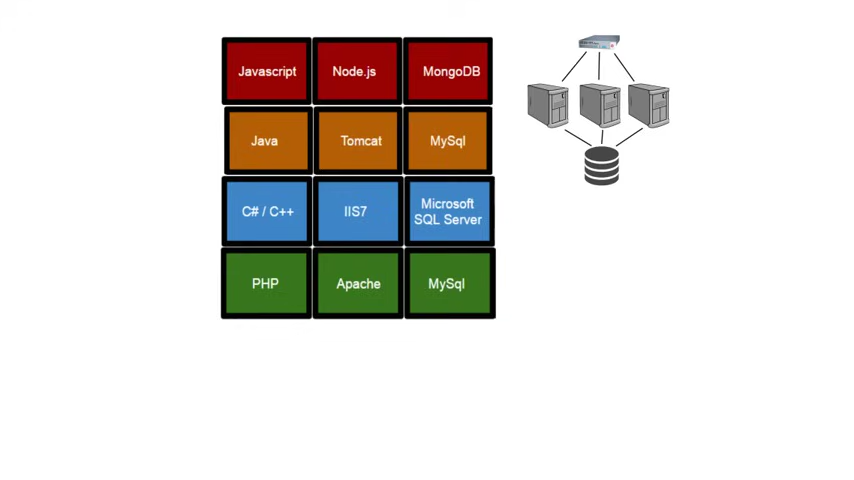 Javascript
Node.js
MongoDB
Java
Tomcat
MySql
C# / C++
IIS7
Microsoft
SQL Server
PHP
Apache
MySql